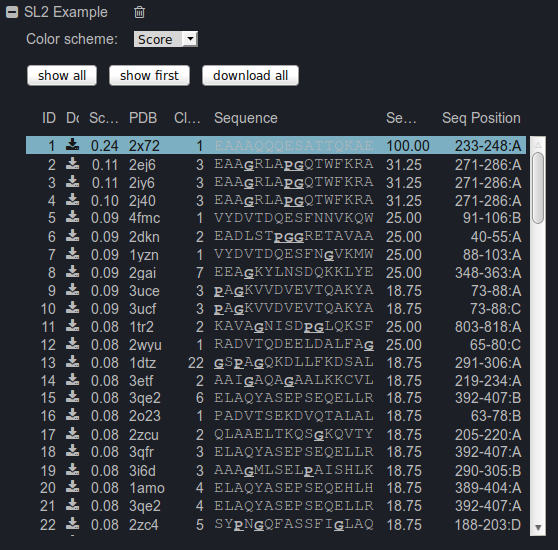 SL2 Example
Color scheme: Score
show all show first download all
ID Dc Sc... PDB Cl... Sequence Se... Seq Position
1 0.24 2x72 1 EAAAQQQESATTQKAE 100.00 233-248:A
2 0.11 2ej6 3 EAAGRLAPGQTWFKRA 31.25 271-286:A
3 0.11 2iy6 3 EAAGRLAPGQTWFKRA 31.25 271-286:A
4 0.10 2j40 3 EAAGRLAPGQTWFKRA 31.25 271-286:A
5 0.09 4fmc 1 VYDVTDQESFNNVKQW 25.00 91-106:B
6 0.09 2dkn 2 EADLSTPGGRETAVAA 25.00 40-55:A
7 0.09 1yzn 1 VYDVTDQESFNGVKMW 25.00 88-103:A
8 0.09 2gai 7 EEAGKYLNSDQKKLYE 25.00 348-363:A
9 0.09 3uce 3 PAGKVVDVEVTQAKYA 18.75 73-88:A
10 0.09 3ucf 3 PAGKVVDVEVTQAKYA 18.75 73-88:C
11 0.08 1tr2 2 KAVAGNISDPGLQKSF 25.00 803-818:A
12 0.08 2wyu 1 RADVTQDEELDALFAG 25.00 65-80:C
13 0.08 1dtz 22 GSPAGQKDLLFKDSAL 18.75 291-306:A
14 0.08 3etf 2 AAIGAQAGAALKKCVL 18.75 219-234:A
15 0.08 3qe2 6 ELAQYASEPSEQELLR 18.75 392-407:B
16 0.08 2o23 1 PADVTSEKDVQTALAL 18.75 63-78:B
17 0.08 2zcu 2 QLAAELTKQSGKQVTY 18.75 205-220:A
18 0.08 3qfr 3 ELAQYASEPSEQELLR 18.75 392-407:A
19 0.08 3i6d 3 AAAGMLSELPAISHLK 18.75 290-305:B
20 0.08 1amo 4 ELAQYASEPSEQEHLH 18.75 389-404:A
21 0.08 3qe2 4 ELAQYASEPSEQELLR 18.75 392-407:A
22 0.08 2zc4 5 SYPNGQFASSFIGLAQ 18.75 188-203:D